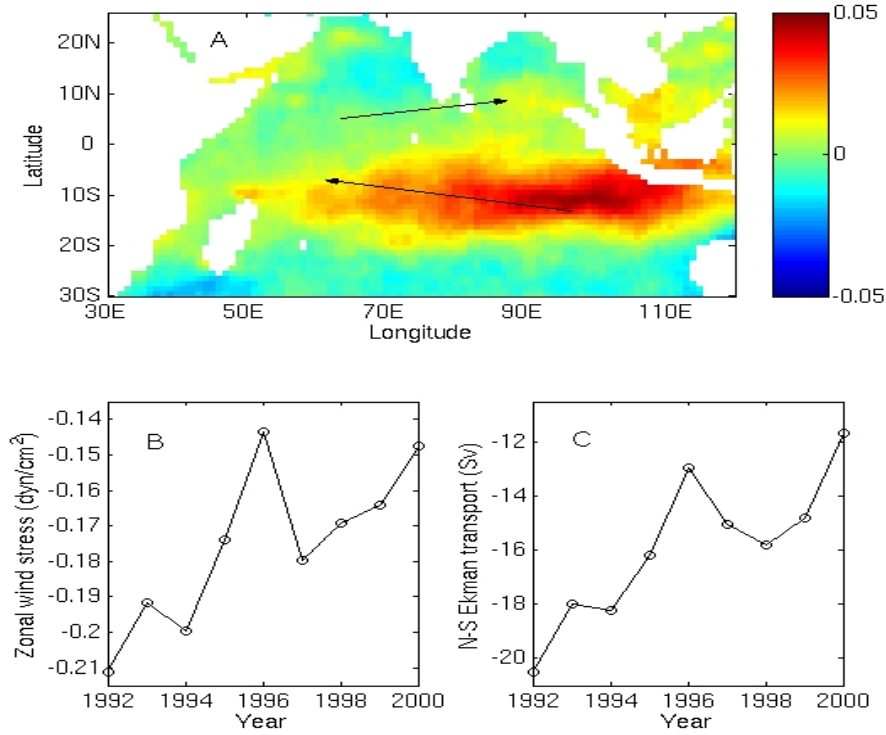 A
20N
10N
0
10S
20S
30S
Latitude
30E 50E 70E 90E 110E
Longitude
0.05
0
-0.05
B
-0.14
-0.15
-0.16
-0.17
-0.18
-0.19
-0.2
-0.21
Zonal wind stress (dyn/cm²)
1992 1994 1996 1998 2000
Year
C
-12
-14
-16
-18
-20
N-S Ekman transport (Sv)
1992 1994 1996 1998 2000
Year